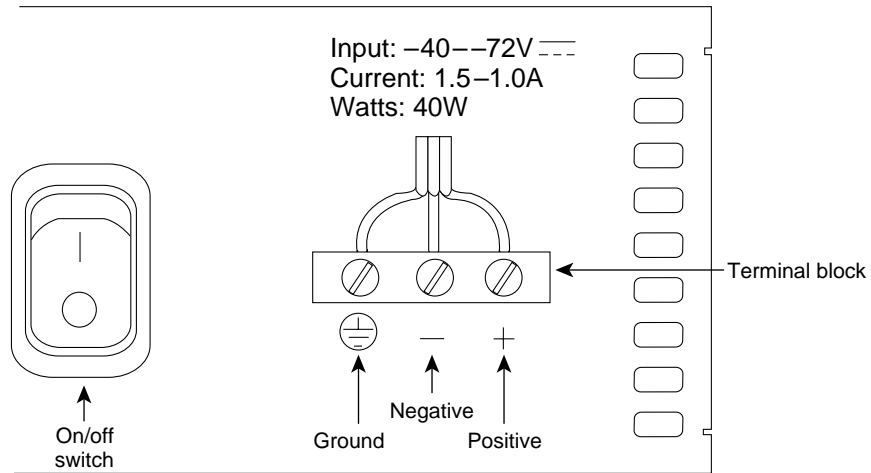 Input: –40––72V
Current: 1.5–1.0A
Watts: 40W
Terminal block
Negative
Ground
Positive
On/off
switch